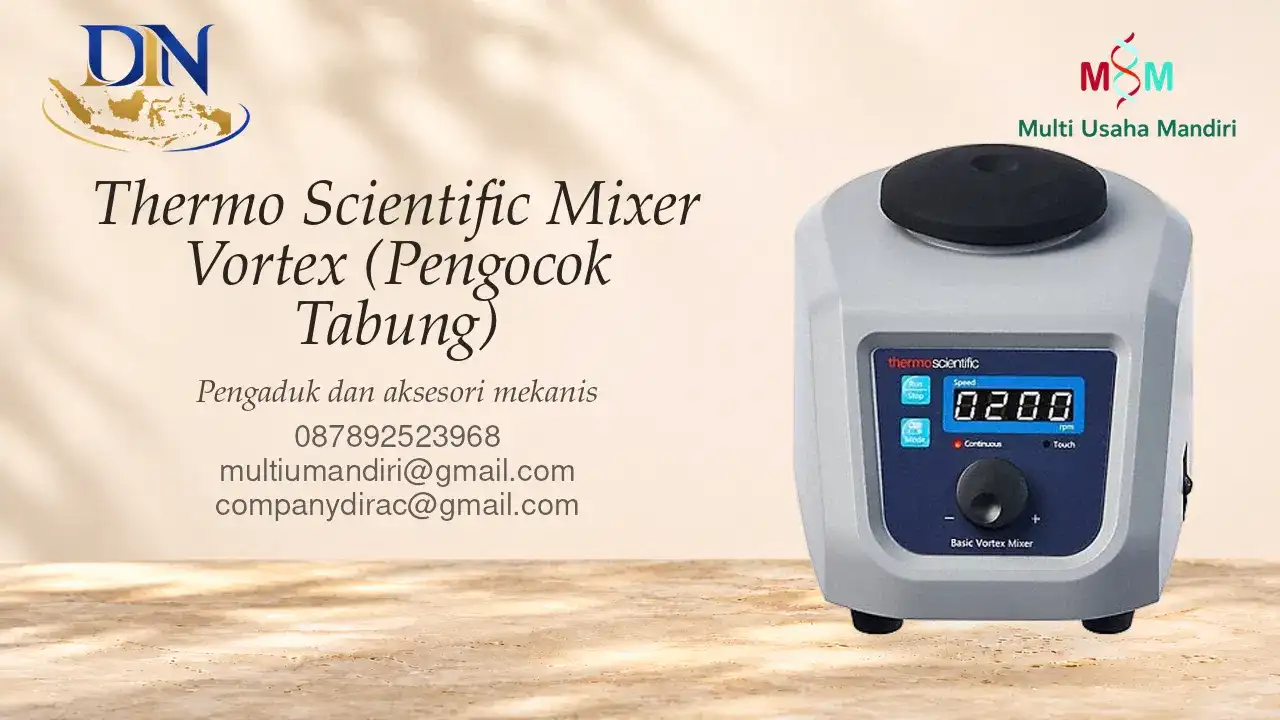 DIN
MSM
Multi Usaha Mandiri
Thermo Scientific Mixer
Vortex (Pengocok
Tabung)
Pengaduk dan aksesori mekanis
087892523968
multiumandiri@gmail.com
companydirac@gmail.com
thermoscientific
Run
Stop
Speed
0200
rpm
Mode
Continuous
Touch
− +
Basic Vortex Mixer